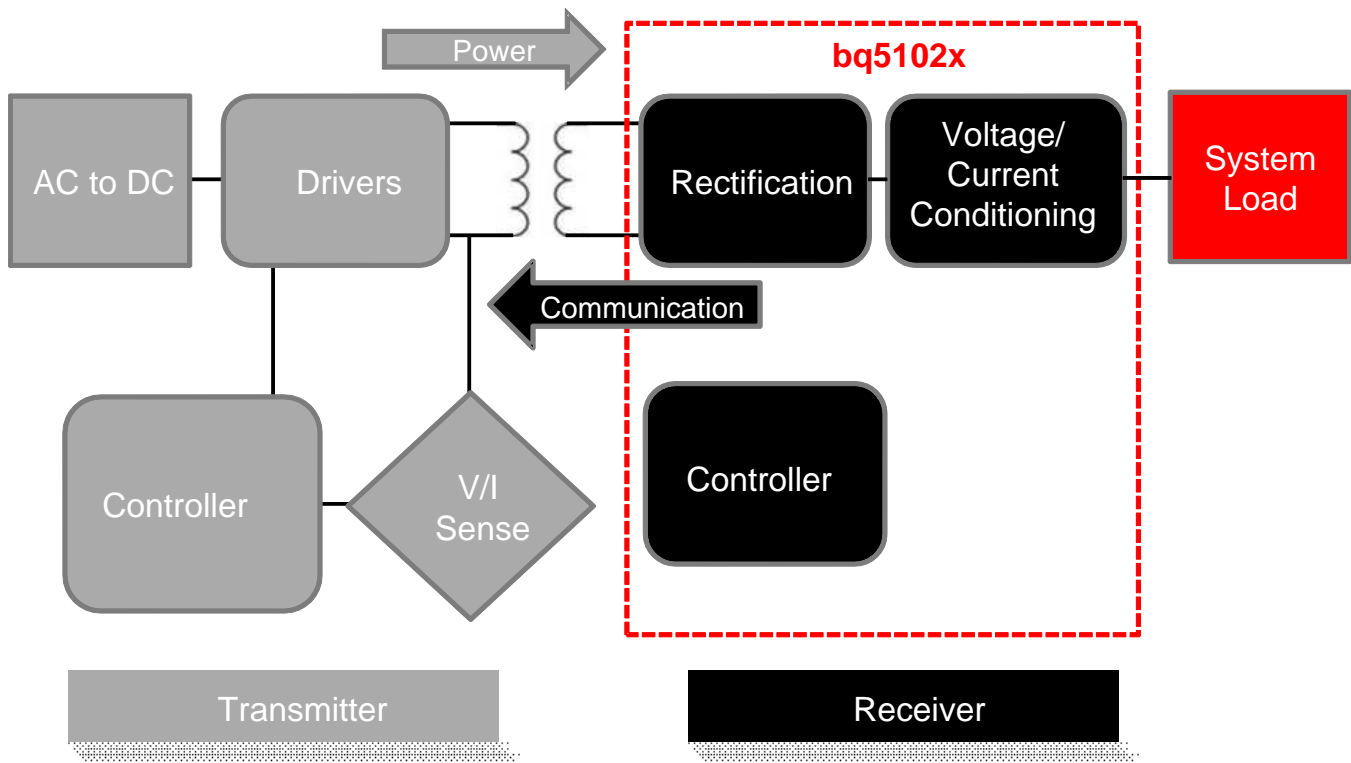 Power
bq5102x
AC to DC
Drivers
Rectification
Voltage/
Current
Conditioning
System
Load
Communication
Controller
V/I
Sense
Controller
Transmitter
Receiver